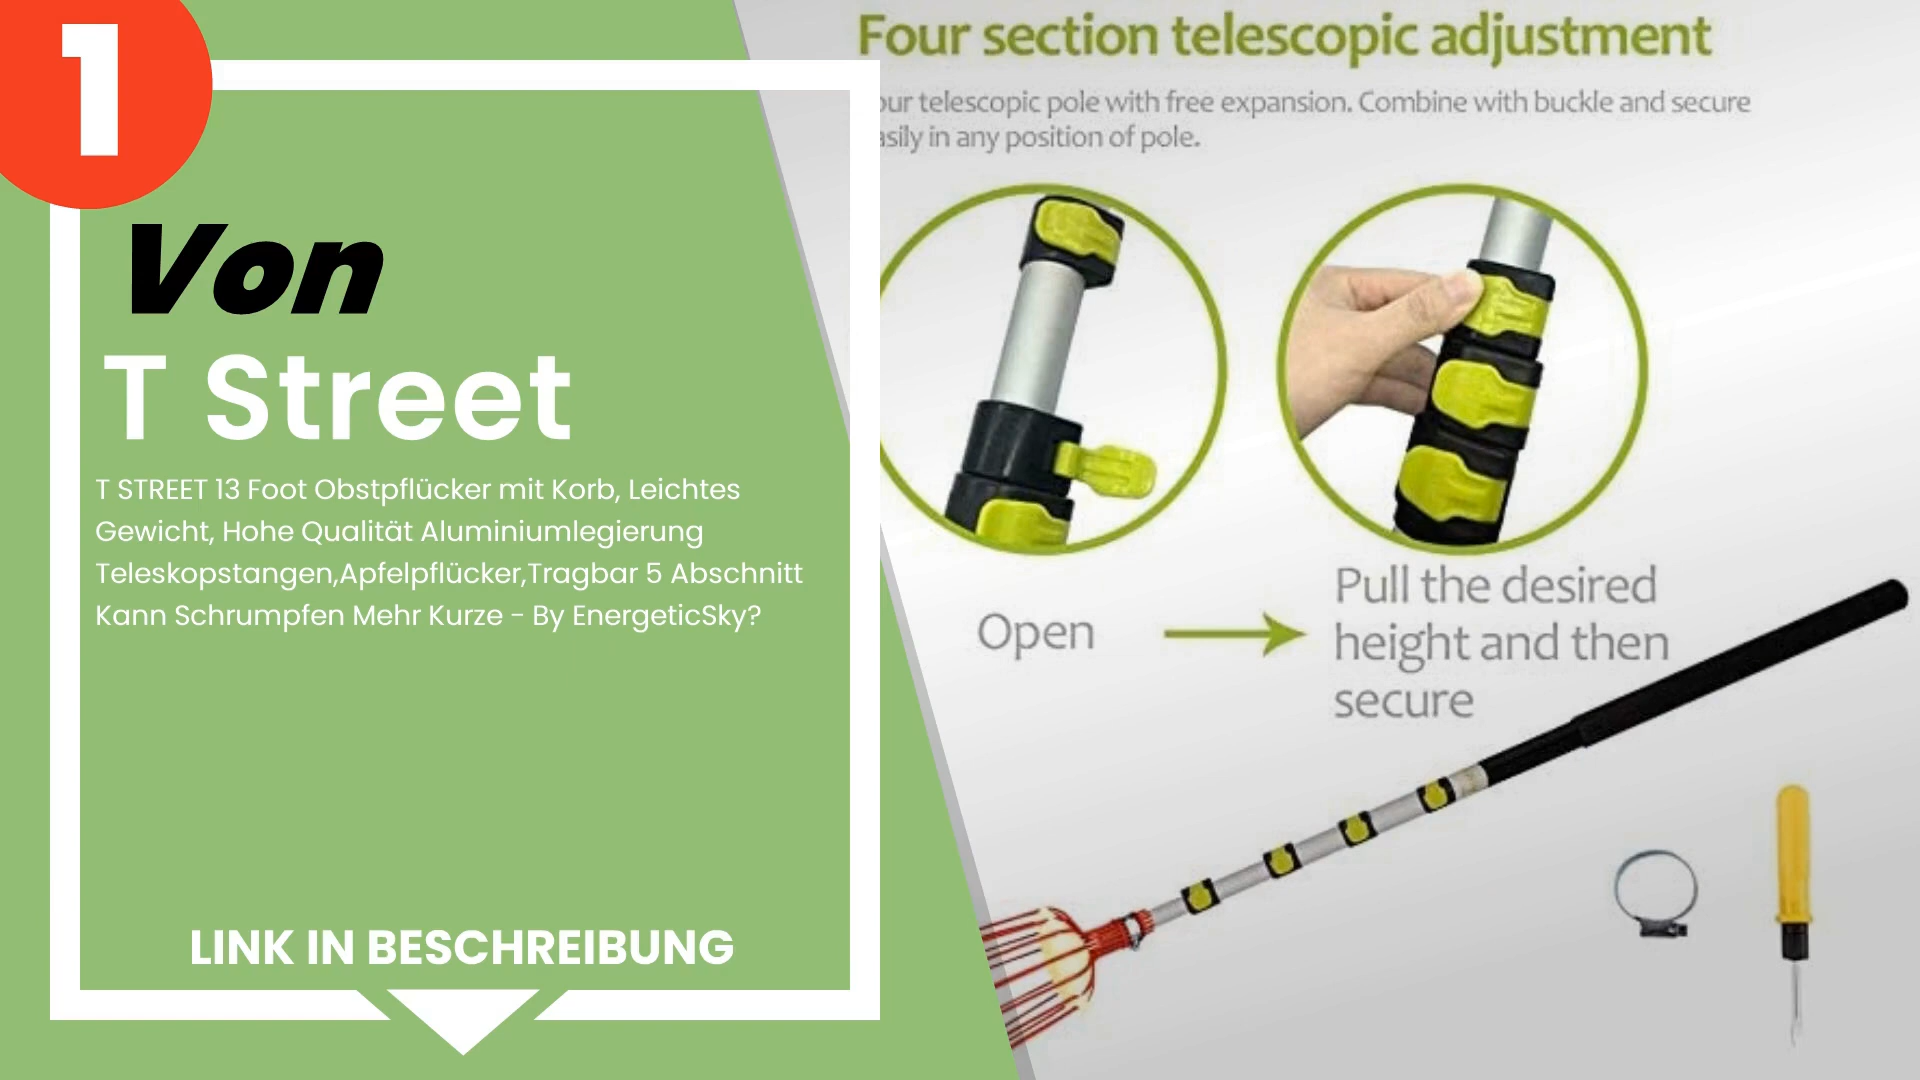 1
Von
T Street
T STREET 13 Foot Obstpflücker mit Korb, Leichtes
Gewicht, Hohe Qualität Aluminiumlegierung
Teleskopstangen,Apfelpflücker,Tragbar 5 Abschnitt
Kann Schrumpfen Mehr Kurze - By EnergeticSky?
LINK IN BESCHREIBUNG
Four section telescopic adjustment
telescopic pole with free expansion. Combine with buckle and secure
in any position of pole.
Open
Pull the desired
height and then
secure